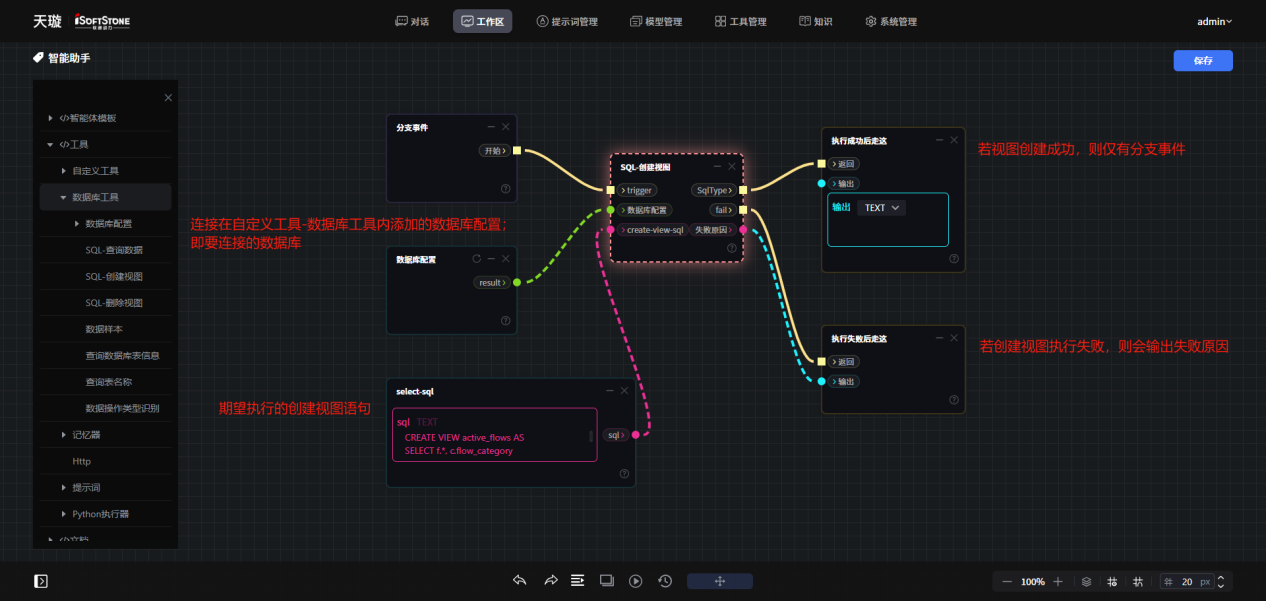 天璇 iSOFTSTONE
对话 工作区 提示词管理 模型管理 工具管理 知识 系统管理 admin
智能助手 保存
智能体模板
工具
自定义工具
数据库工具
数据库配置
SQL-查询数据
SQL-创建视图
SQL-删除视图
数据样本
查询数据库表信息
查询表名称
数据操作类型识别
记忆器
Http
提示词
Python执行器
文档
分支事件
开始
连接在自定义工具-数据库工具内添加的数据库配置;
即要连接的数据库
数据库配置
result
期望执行的创建视图语句
select-sql
sql TEXT
CREATE VIEW active_flows AS
SELECT f.*, c.flow_category
sql
SQL-创建视图
trigger SqlType
数据库配置 fail
create-view-sql 失败原因
执行成功后走这
返回
输出
输出 TEXT
若视图创建成功，则仅有分支事件
执行失败后走这
返回
输出
若创建视图执行失败，则会输出失败原因
100% 20 px